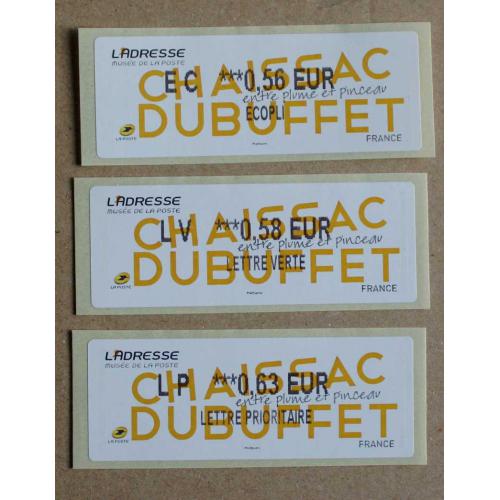 L'ADRESSE
MUSÉE DE LA POSTE
CHAISSAC
E C ***0,56 EUR
entre plume et pinceau
ECOPLI
DUBUFFET
LA POSTE
FRANCE
L'ADRESSE
MUSÉE DE LA POSTE
CHAISSAC
L V ***0,58 EUR
entre plume et pinceau
LETTRE VERTE
DUBUFFET
LA POSTE
FRANCE
L'ADRESSE
MUSÉE DE LA POSTE
CHAISSAC
L P ***0,63 EUR
entre plume et pinceau
LETTRE PRIORITAIRE
DUBUFFET
LA POSTE
FRANCE